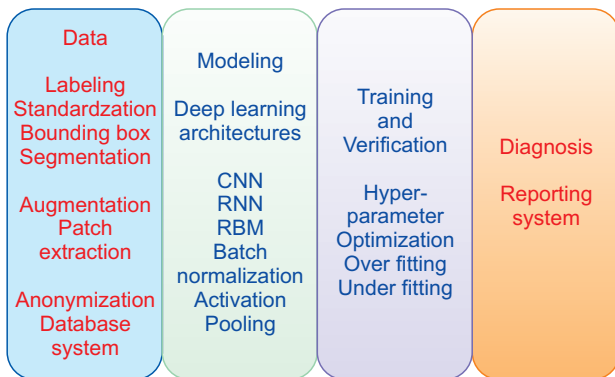 Data
Labeling
Standardzation
Bounding box
Segmentation
Augmentation
Patch
extraction
Anonymization
Database
system
Modeling
Deep learning
architectures
CNN
RNN
RBM
Batch
normalization
Activation
Pooling
Training
and
Verification
Hyper-
parameter
Optimization
Over fitting
Under fitting
Diagnosis
Reporting
system